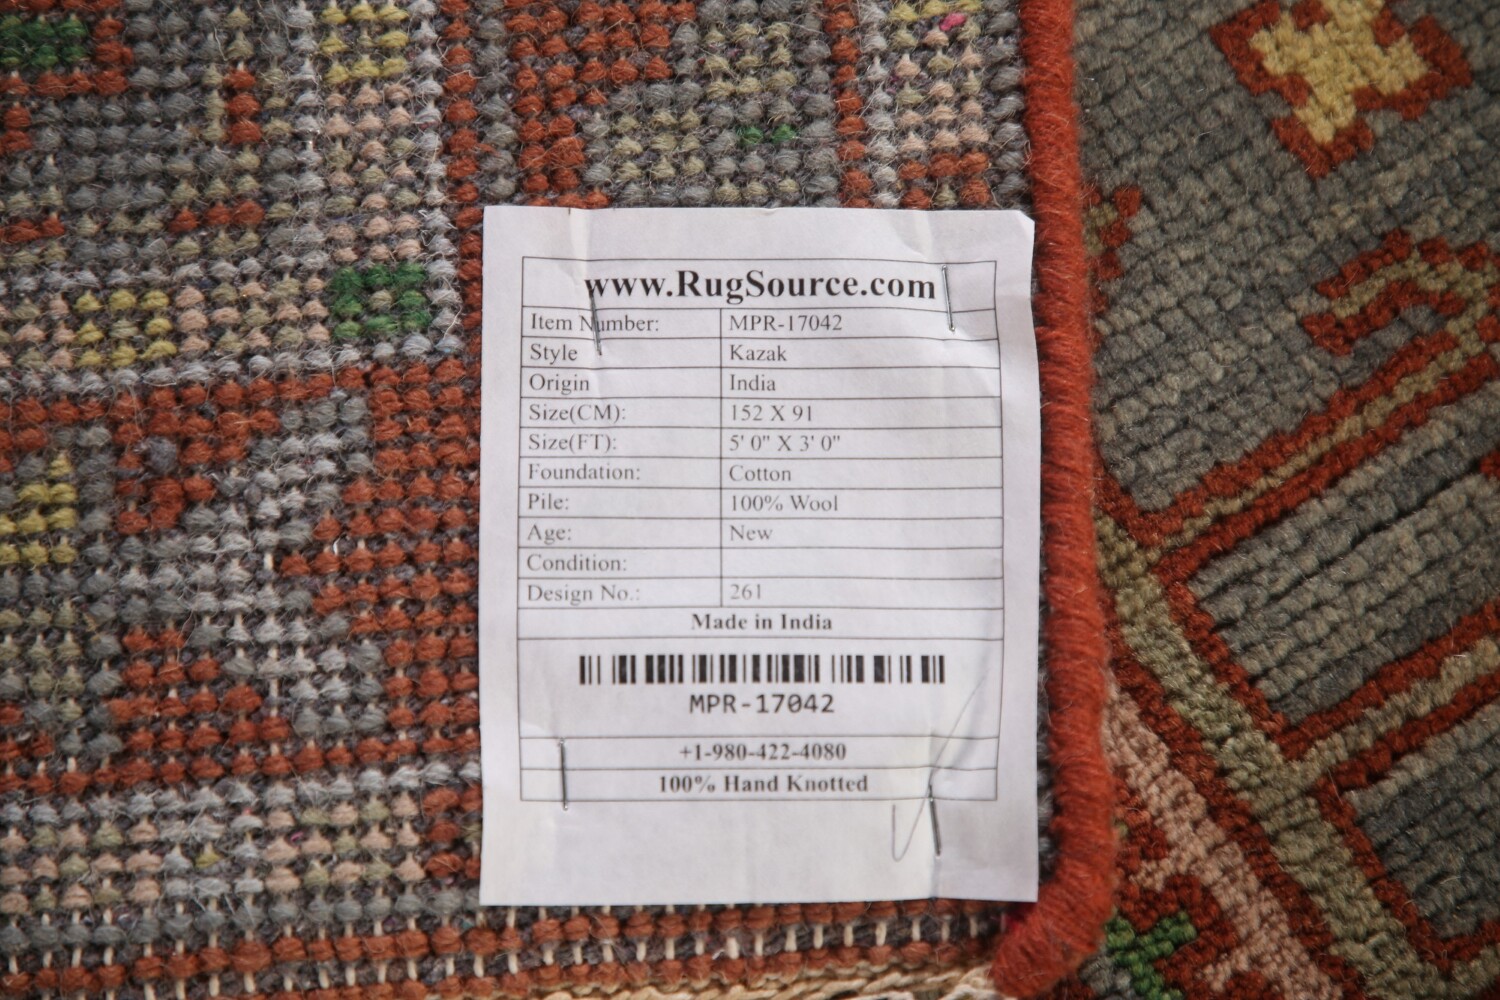 www.RugSource.com
Item Number: MPR-17042
Style Kazak
Origin India
Size(CM): 152 X 91
Size(FT): 5' 0" X 3' 0"
Foundation: Cotton
Pile: 100% Wool
Age: New
Condition:
Design No.: 261
Made in India
MPR-17042
+1-980-422-4080
100% Hand Knotted